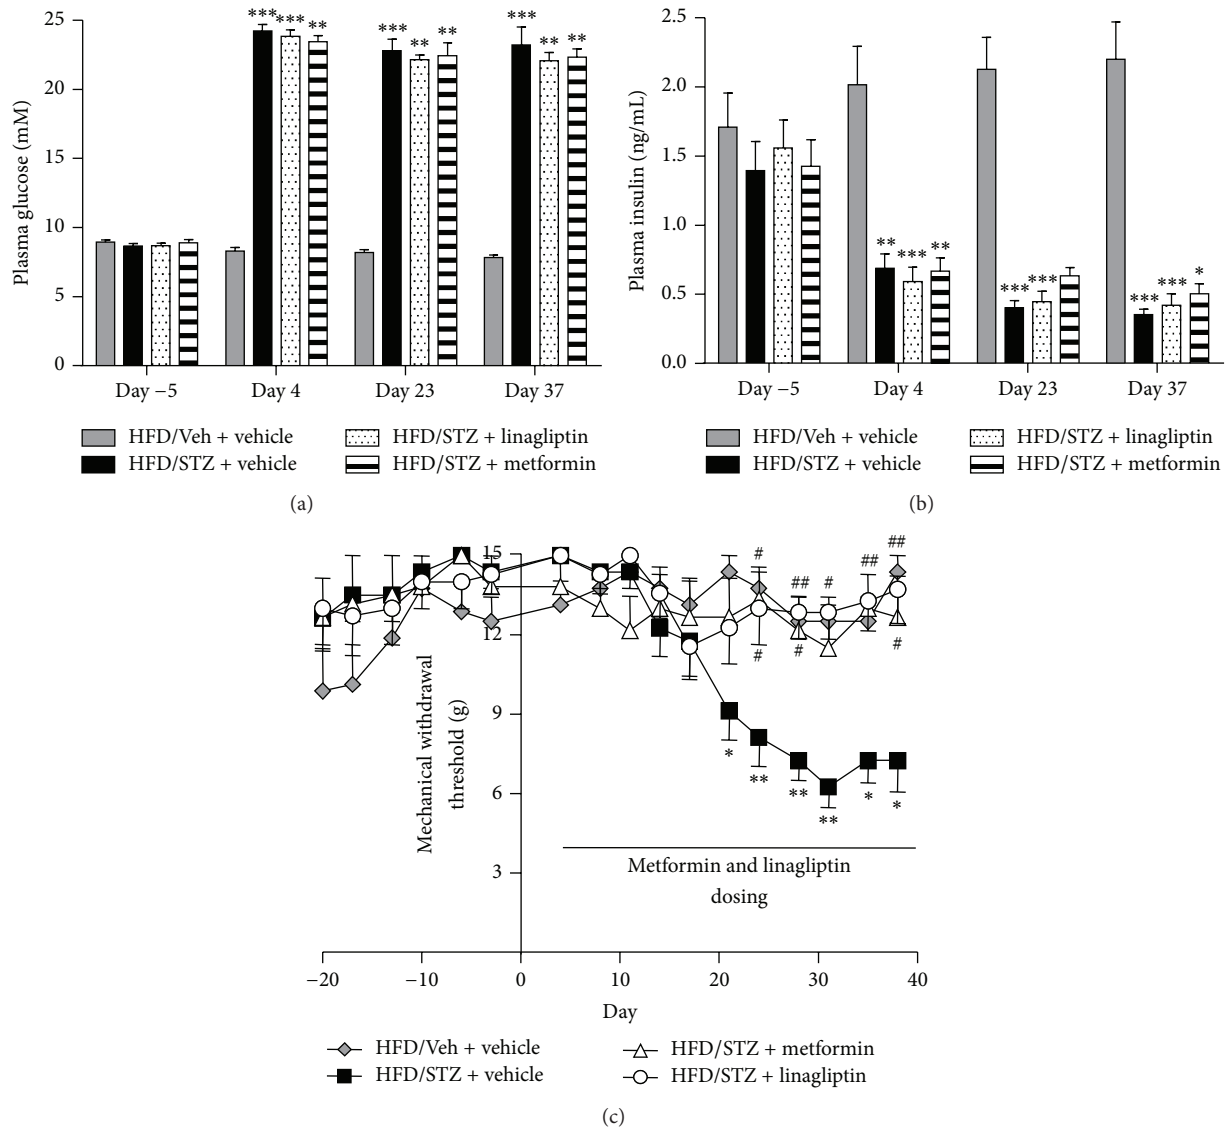 25
20
15
10
5
0
Plasma glucose (mM)
*** *** **
*** ** **
*** ** **
Day −5 Day 4 Day 23 Day 37
HFD/Veh + vehicle HFD/STZ + linagliptin
HFD/STZ + vehicle HFD/STZ + metformin
(a)
2.5
2.0
1.5
1.0
0.5
0.0
Plasma insulin (ng/mL)
** *** **
*** ***
*** *** *
Day −5 Day 4 Day 23 Day 37
HFD/Veh + vehicle HFD/STZ + linagliptin
HFD/STZ + vehicle HFD/STZ + metformin
(b)
15
12
9
6
3
Mechanical withdrawal
threshold (g)
# ## # ## ##
# # #
* ** ** ** * *
Metformin and linagliptin
dosing
−20 −10 0 10 20 30 40
Day
HFD/Veh + vehicle HFD/STZ + metformin
HFD/STZ + vehicle HFD/STZ + linagliptin
(c)